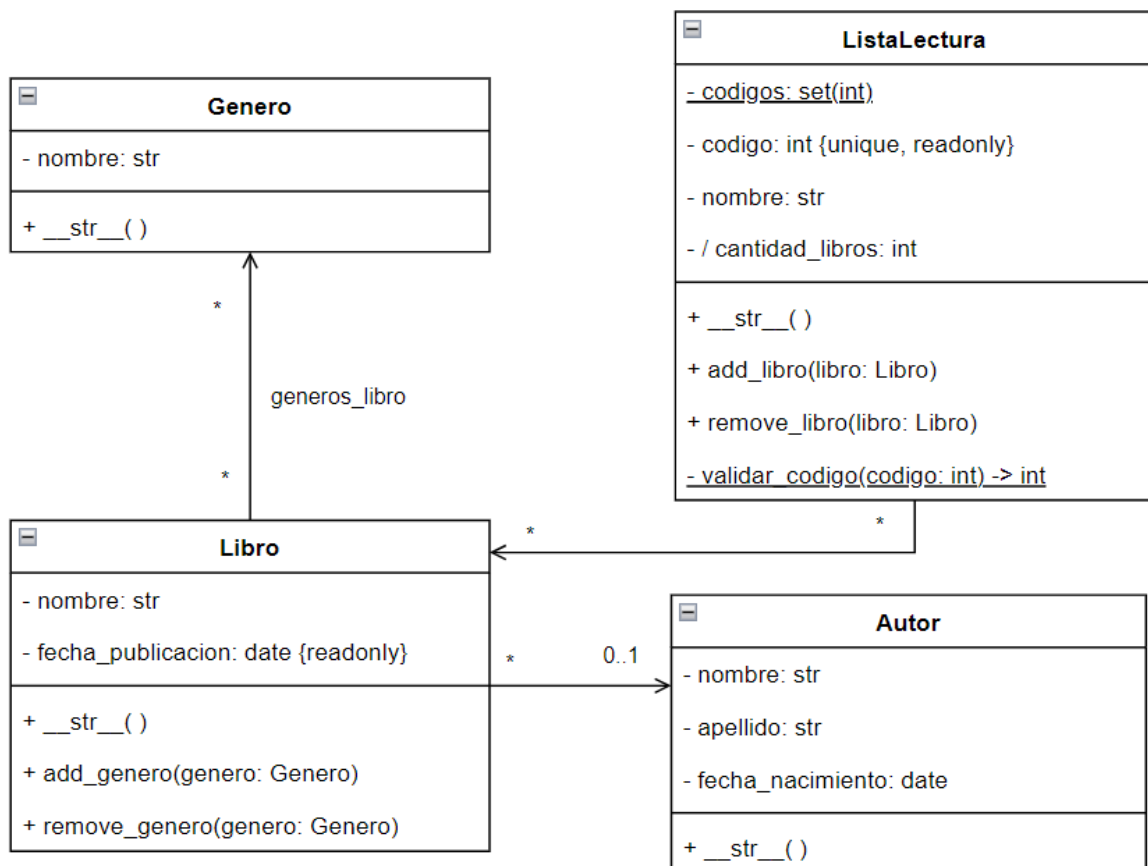 Genero
- nombre: str
+ __str__( )
*
generos_libro
*
ListaLectura
- codigos: set(int)
- codigo: int {unique, readonly}
- nombre: str
- / cantidad_libros: int
+ __str__( )
+ add_libro(libro: Libro)
+ remove_libro(libro: Libro)
- validar_codigo(codigo: int) -> int
*
*
Libro
- nombre: str
- fecha_publicacion: date {readonly}
+ __str__( )
+ add_genero(genero: Genero)
+ remove_genero(genero: Genero)
*
0..1
Autor
- nombre: str
- apellido: str
- fecha_nacimiento: date
+ __str__( )